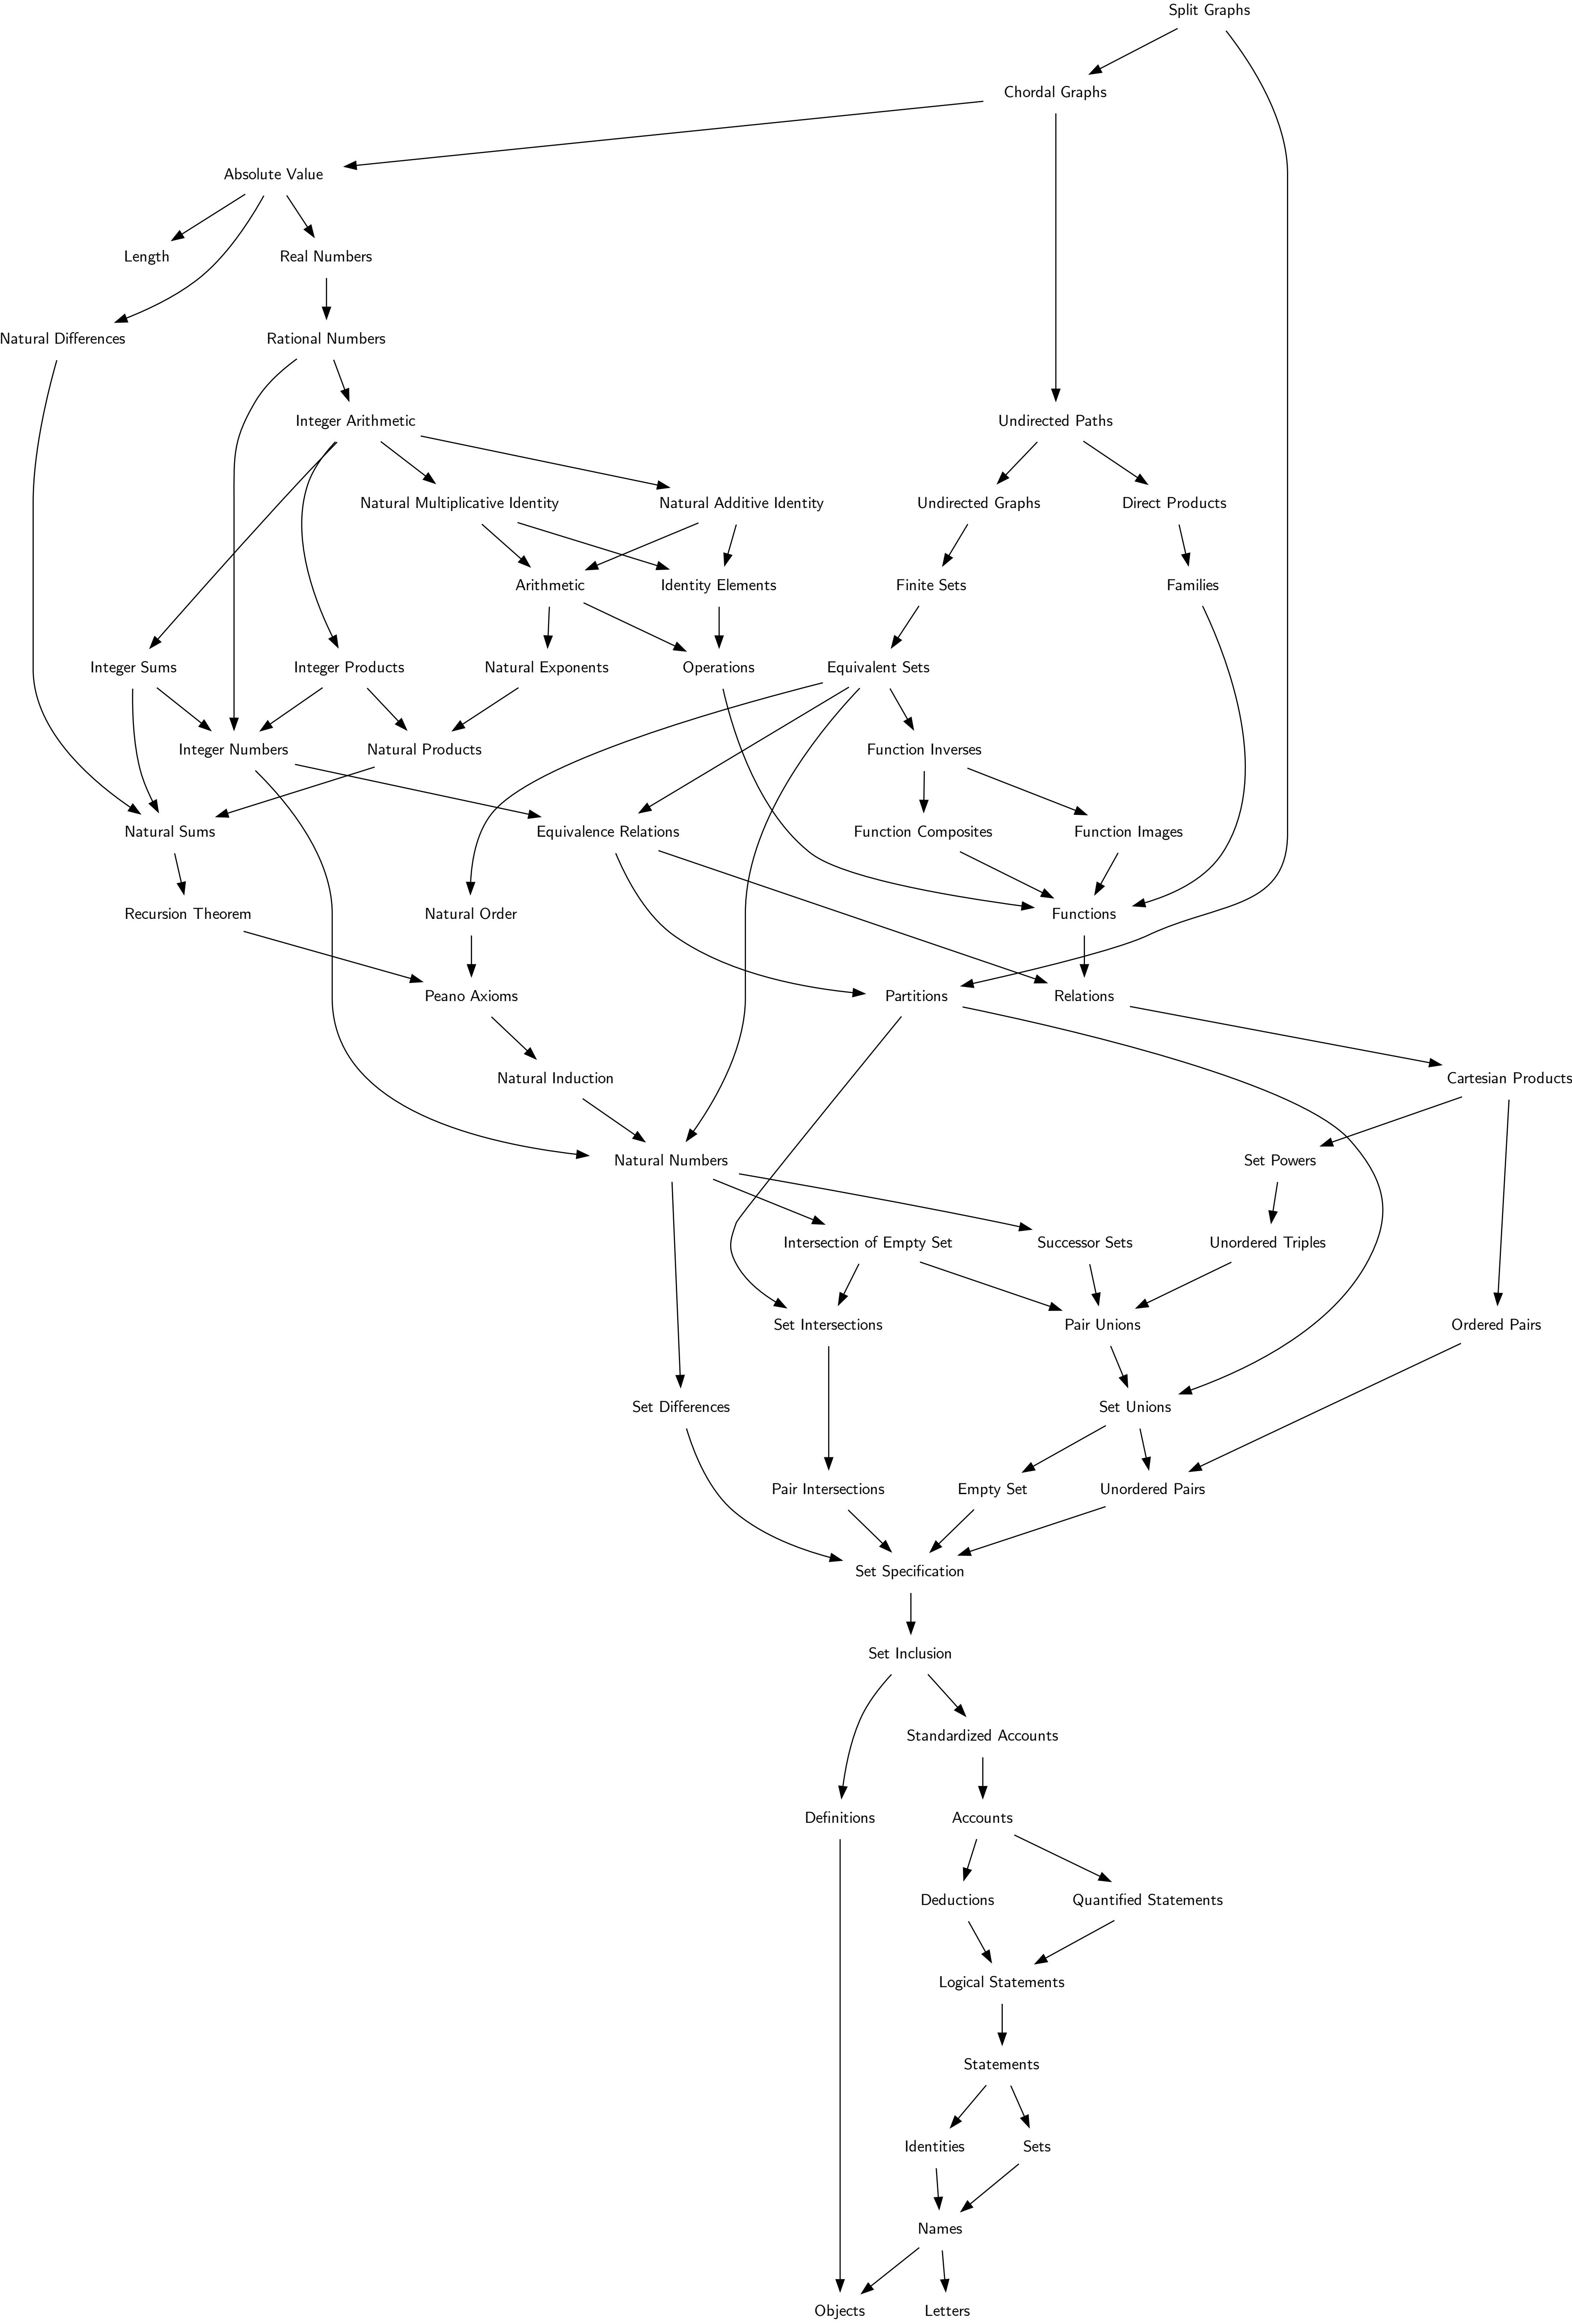 Split Graphs
Chordal Graphs
Absolute Value
Length
Real Numbers
Natural Differences
Rational Numbers
Integer Arithmetic
Undirected Paths
Natural Multiplicative Identity
Natural Additive Identity
Undirected Graphs
Direct Products
Arithmetic
Identity Elements
Finite Sets
Families
Integer Sums
Integer Products
Natural Exponents
Operations
Equivalent Sets
Integer Numbers
Natural Products
Function Inverses
Natural Sums
Equivalence Relations
Function Composites
Function Images
Recursion Theorem
Natural Order
Functions
Peano Axioms
Partitions
Relations
Natural Induction
Cartesian Products
Natural Numbers
Set Powers
Intersection of Empty Set
Successor Sets
Unordered Triples
Set Intersections
Pair Unions
Ordered Pairs
Set Differences
Set Unions
Pair Intersections
Empty Set
Unordered Pairs
Set Specification
Set Inclusion
Standardized Accounts
Definitions
Accounts
Deductions
Quantified Statements
Logical Statements
Statements
Identities
Sets
Names
Objects
Letters